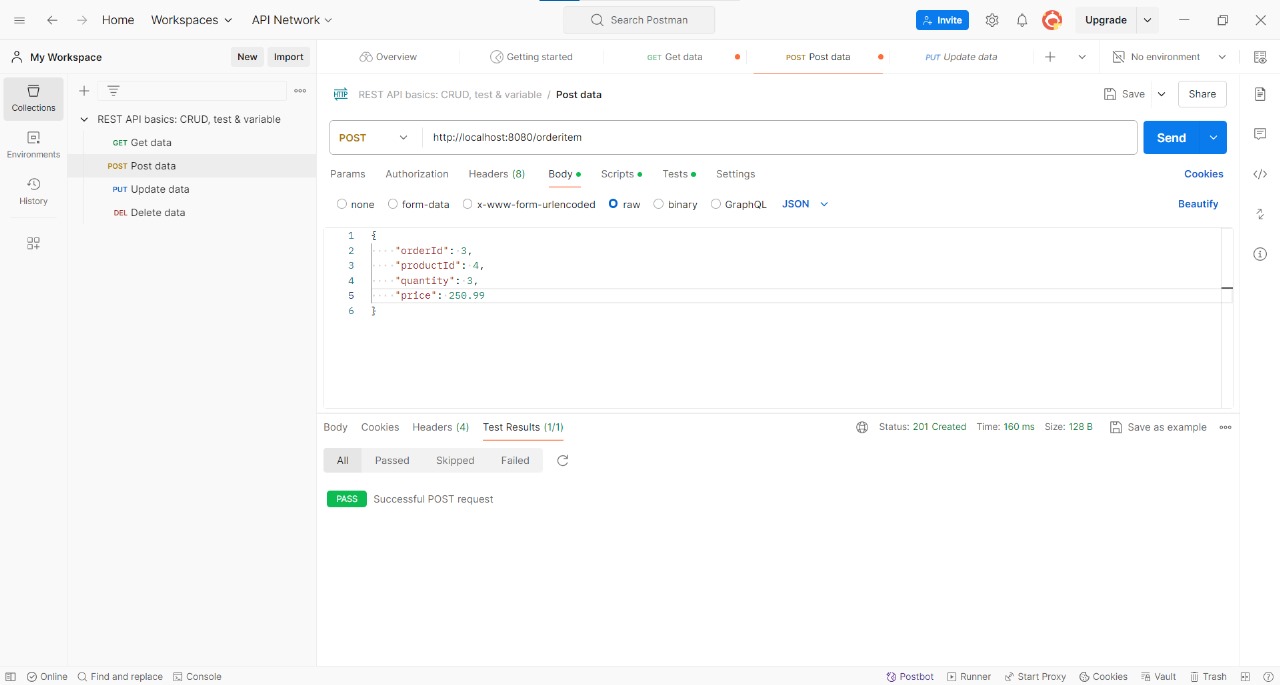 Home Workspaces API Network Search Postman Invite Upgrade
My Workspace New Import Overview Getting started GET Get data POST Post data PUT Update data No environment
Collections
Environments
History
REST API basics: CRUD, test & variable
GET Get data
POST Post data
PUT Update data
DEL Delete data
HTTP REST API basics: CRUD, test & variable / Post data Save Share
POST http://localhost:8080/orderitem Send
Params Authorization Headers (8) Body Scripts Tests Settings Cookies
none form-data x-www-form-urlencoded raw binary GraphQL JSON Beautify
1 {
2 "orderId": 3,
3 "productId": 4,
4 "quantity": 3,
5 "price": 250.99
6 }
Body Cookies Headers (4) Test Results (1/1) Status: 201 Created Time: 160 ms Size: 128 B Save as example
All Passed Skipped Failed
PASS Successful POST request
Online Find and replace Console Postbot Runner Start Proxy Cookies Vault Trash